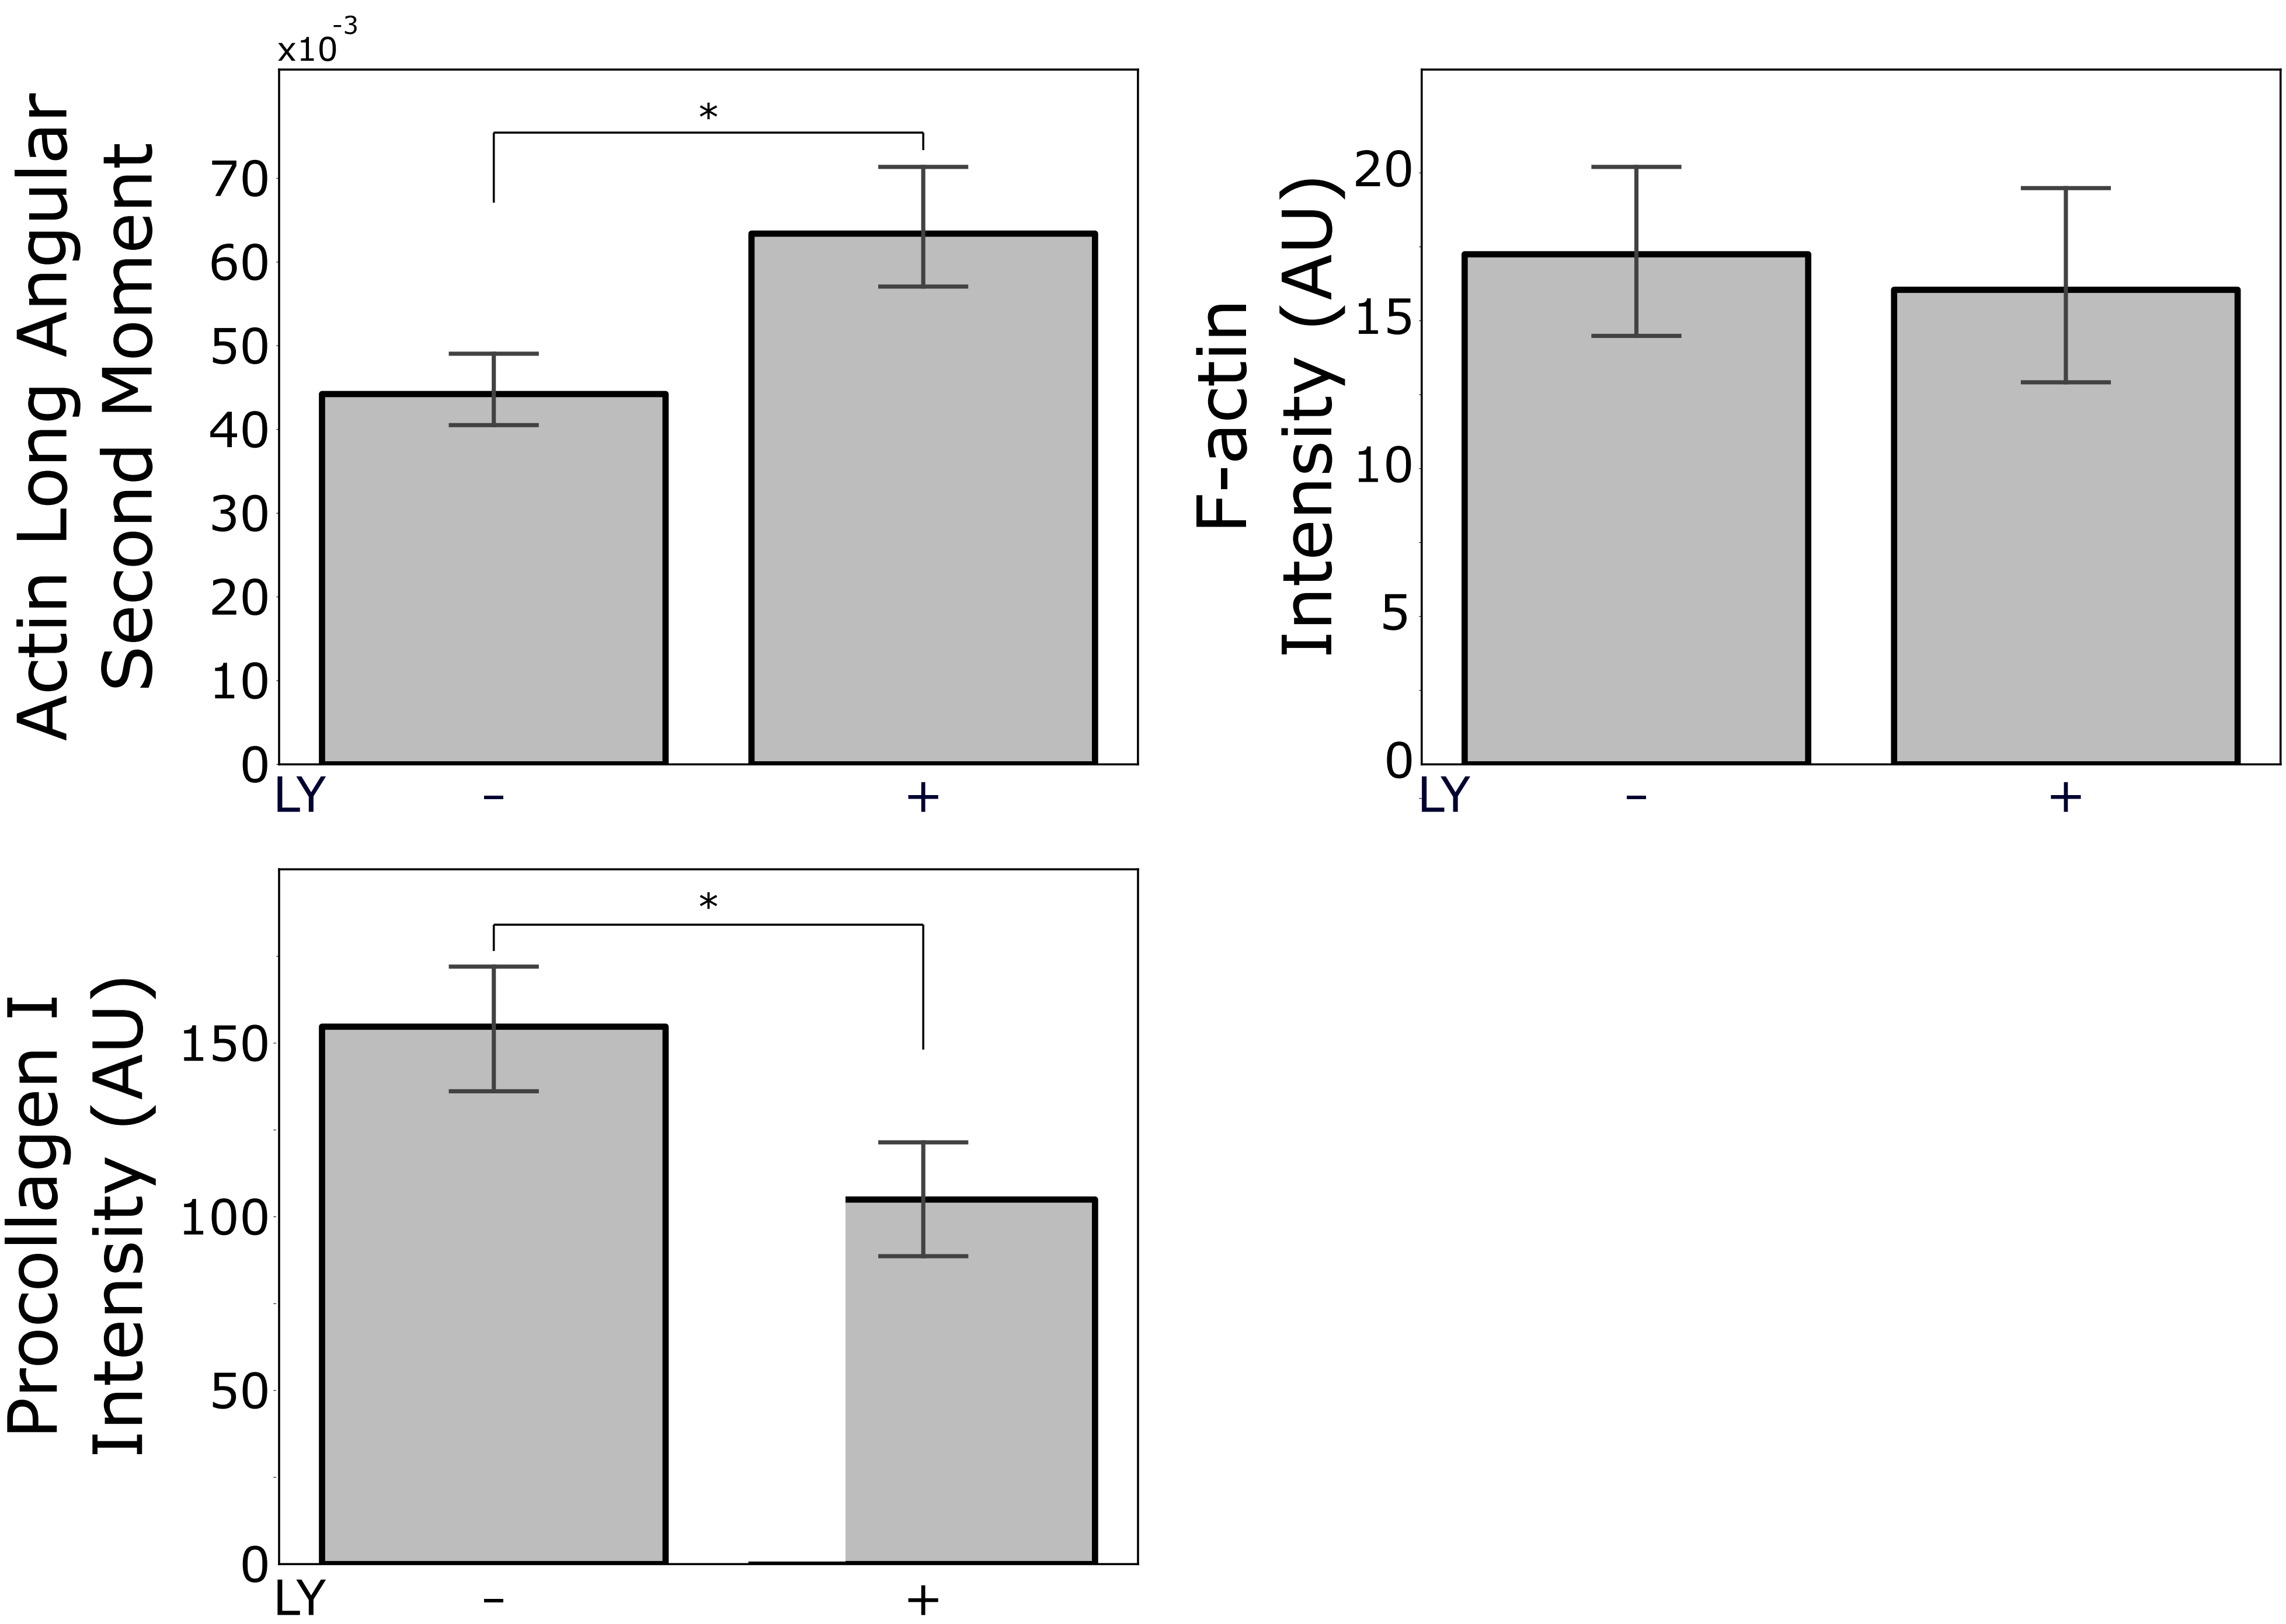 x10-3
Actin Long Angular
Second Moment
*
70
60
50
40
30
20
10
0
LY – +
F-actin
Intensity (AU)
20
15
10
5
0
LY – +
Procollagen I
Intensity (AU)
*
150
100
50
0
LY – +